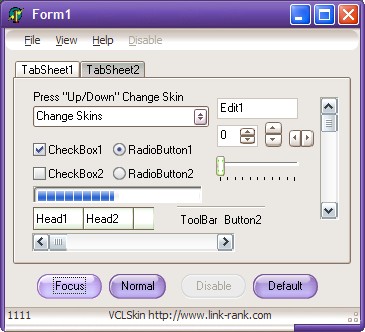 Form1
File View Help Disable
TabSheet1 TabSheet2
Press "Up/Down" Change Skin
Change Skins
Edit1
0
CheckBox1 RadioButton1
CheckBox2 RadioButton2
Head1 Head2
ToolBar Button2
Focus Normal Disable Default
1111 VCLSkin http://www.link-rank.com